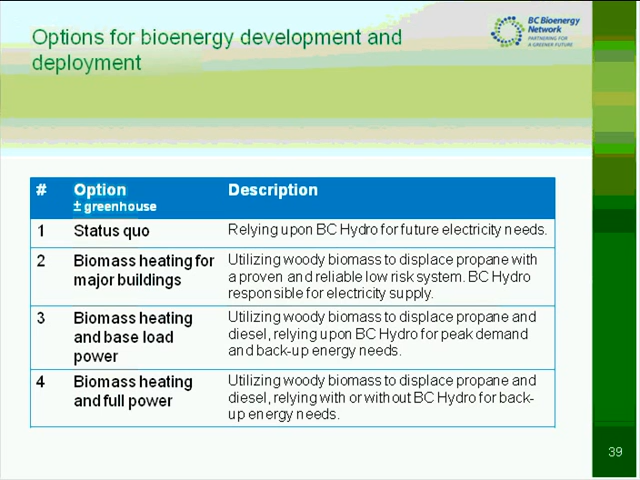 Options for bioenergy development and
deployment
BC Bioenergy
Network
PARTNERING FOR
A GREENER FUTURE
# Option Description
± greenhouse
1 Status quo Relying upon BC Hydro for future electricity needs.
2 Biomass heating for Utilizing woody biomass to displace propane with
major buildings a proven and reliable low risk system. BC Hydro
responsible for electricity supply.
3 Biomass heating Utilizing woody biomass to displace propane and
and base load diesel, relying upon BC Hydro for peak demand
power and back-up energy needs.
4 Biomass heating Utilizing woody biomass to displace propane and
and full power diesel, relying with or without BC Hydro for back-
up energy needs.
39